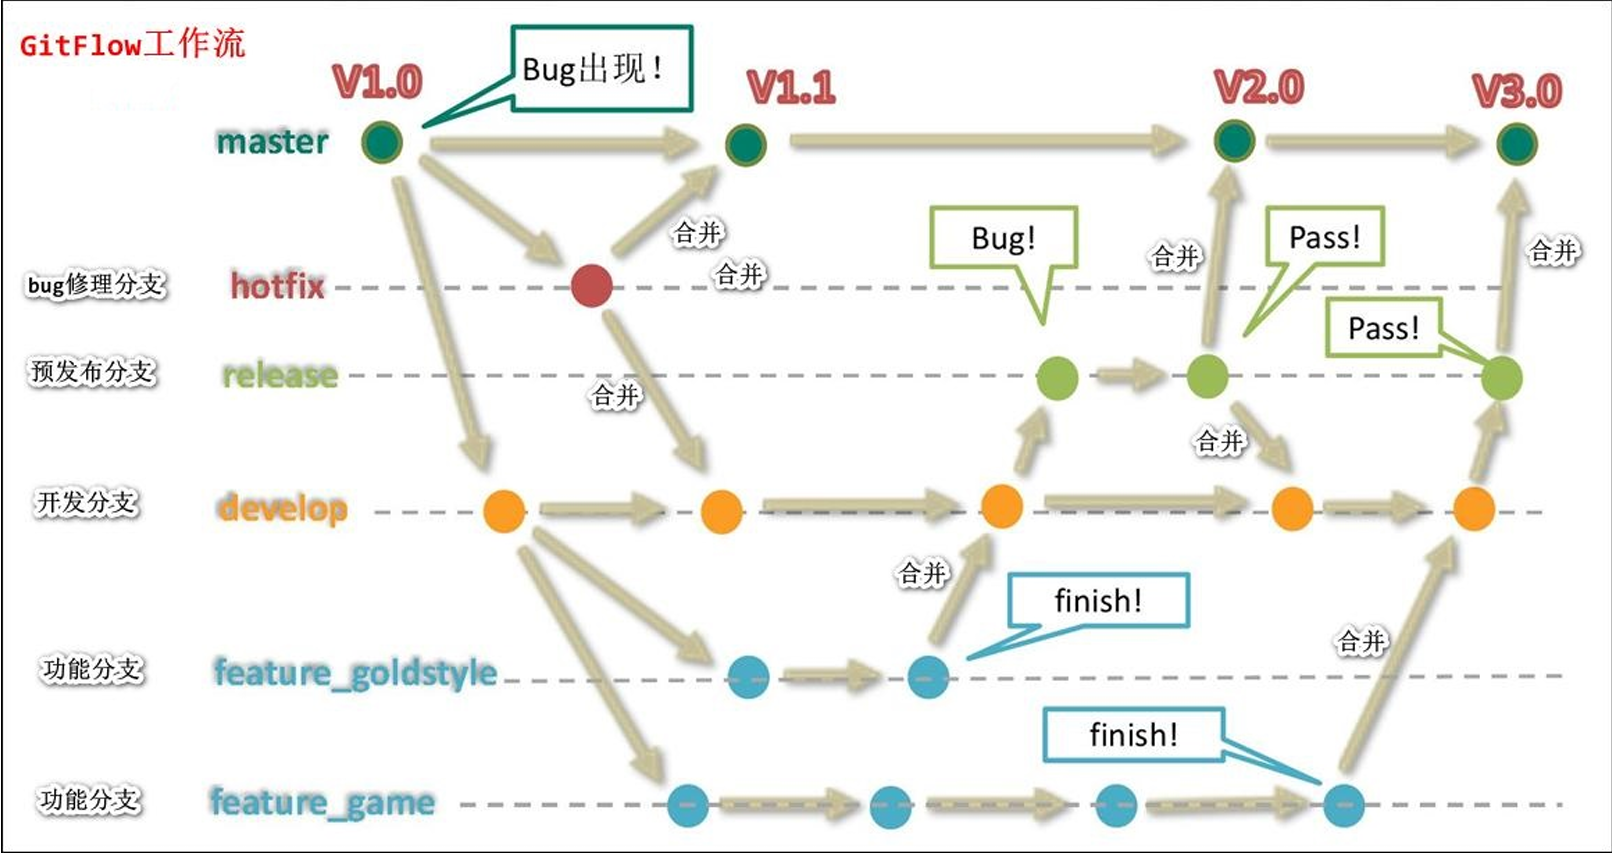 GitFlow工作流
Bug出现！
V1.0
V1.1
V2.0
V3.0
master
合并
Bug!
Pass!
合并
合并
合并
bug修理分支
hotfix
Pass!
预发布分支
release
合并
合并
开发分支
develop
合并
finish!
合并
功能分支
feature_goldstyle
finish!
功能分支
feature_game